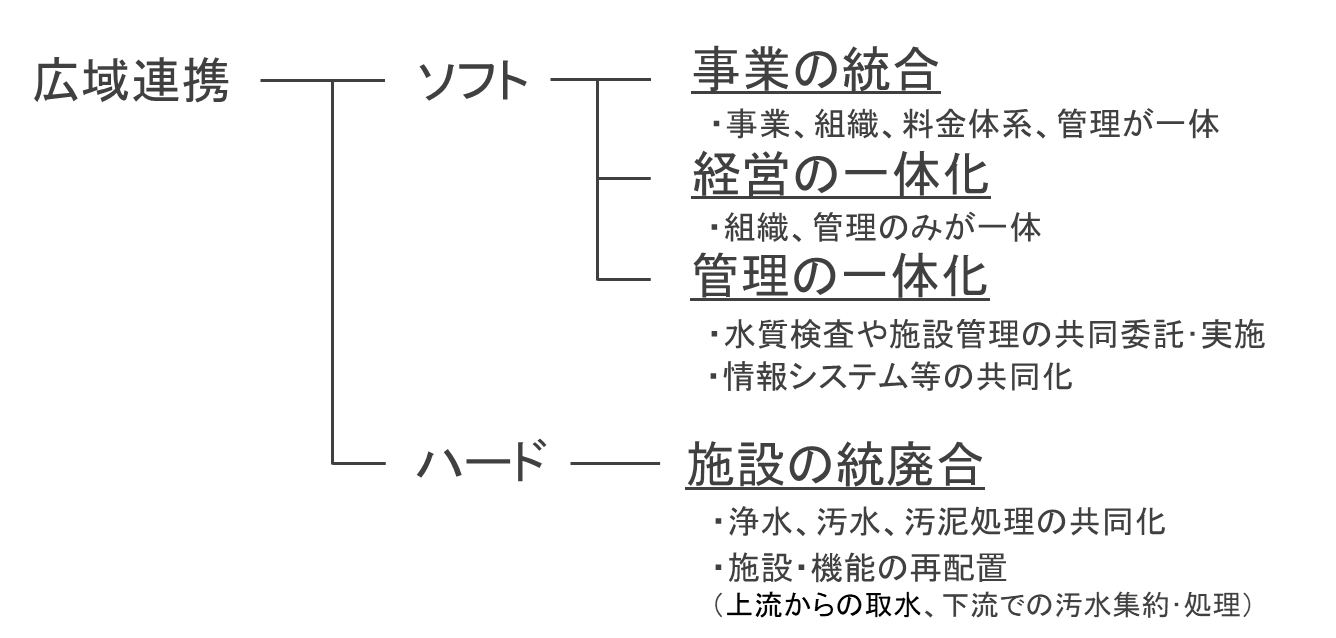 広域連携
ソフト
事業の統合
・事業、組織、料金体系、管理が一体
経営の一体化
・組織、管理のみが一体
管理の一体化
・水質検査や施設管理の共同委託・実施
・情報システム等の共同化
ハード
施設の統廃合
・浄水、汚水、汚泥処理の共同化
・施設・機能の再配置
（上流からの取水、下流での汚水集約・処理）